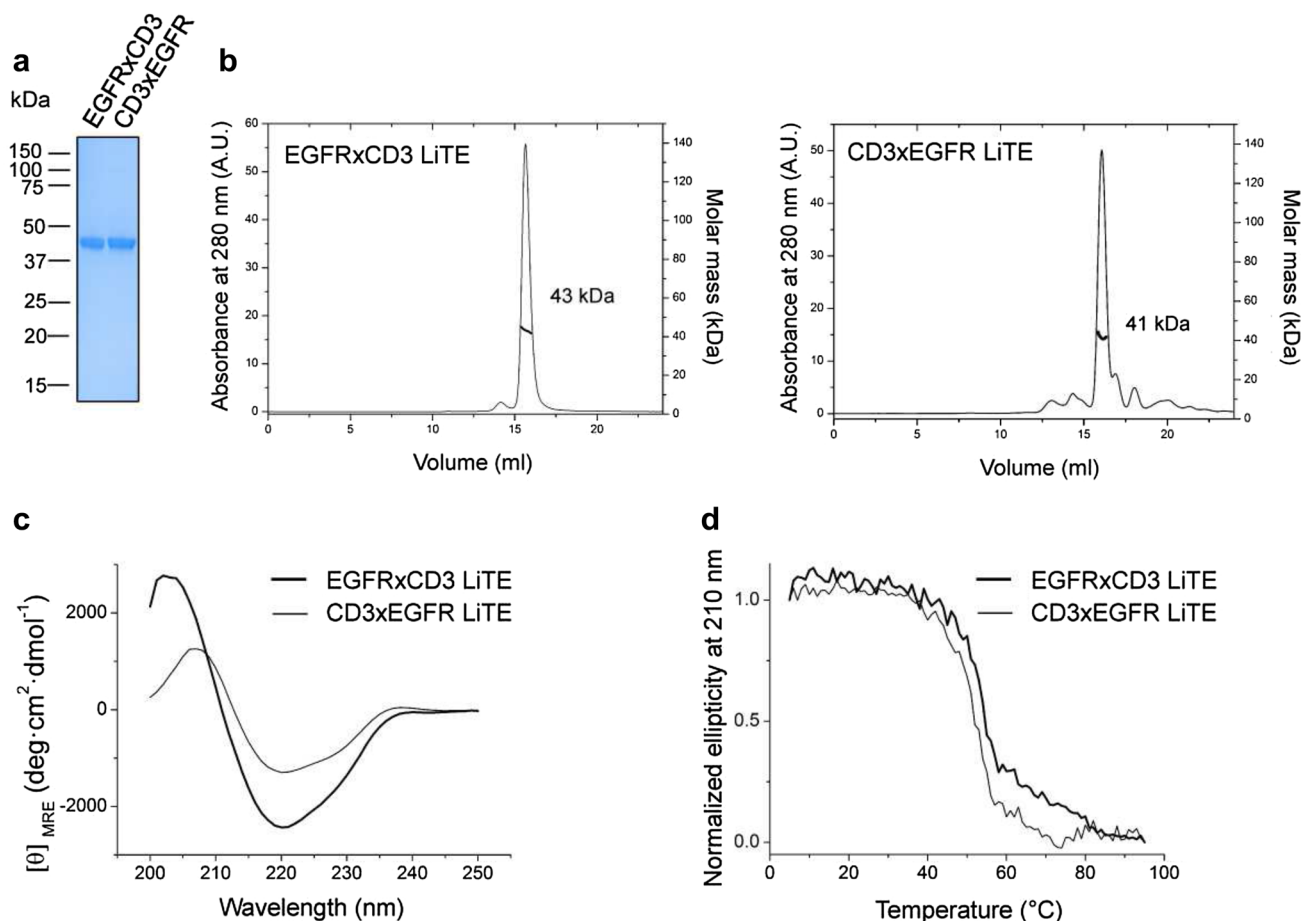 a
kDa
EGFRxCD3
CD3xEGFR
150
100
75
50
37
25
20
15
b
EGFRxCD3 LiTE
43 kDa
60
50
40
30
20
10
0
Absorbance at 280 nm (A.U.)
140
120
100
80
60
40
20
0
Molar mass (kDa)
0 5 10 15 20
Volume (ml)
CD3xEGFR LiTE
41 kDa
50
40
30
20
10
0
Absorbance at 280 nm (A.U.)
140
120
100
80
60
40
20
0
Molar mass (kDa)
0 5 10 15 20
Volume (ml)
c
EGFRxCD3 LiTE
CD3xEGFR LiTE
2000
0
-2000
[θ] MRE (deg·cm²·dmol⁻¹)
200 210 220 230 240 250
Wavelength (nm)
d
EGFRxCD3 LiTE
CD3xEGFR LiTE
1.0
0.5
0.0
Normalized ellipticity at 210 nm
0 20 40 60 80 100
Temperature (°C)